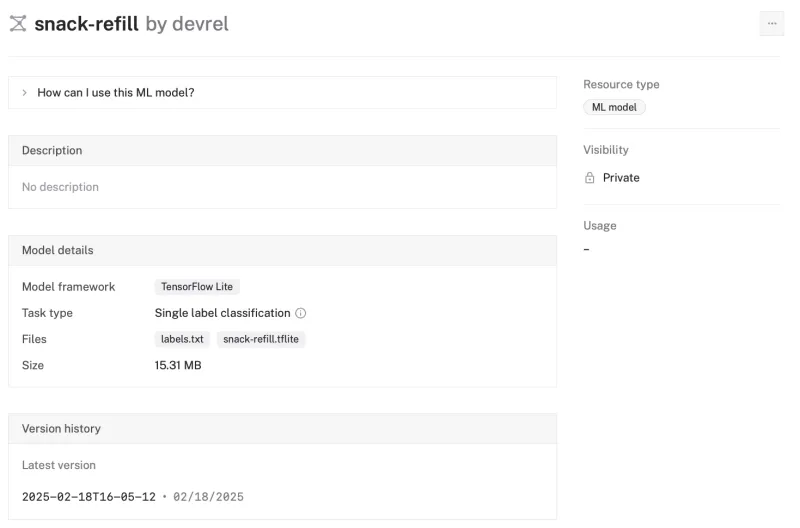 snack-refill by devrel
How can I use this ML model?
Description
No description
Model details
Model framework TensorFlow Lite
Task type Single label classification
Files labels.txt snack-refill.tflite
Size 15.31 MB
Version history
Latest version
2025-02-18T16-05-12 • 02/18/2025
Resource type
ML model
Visibility
Private
Usage
–